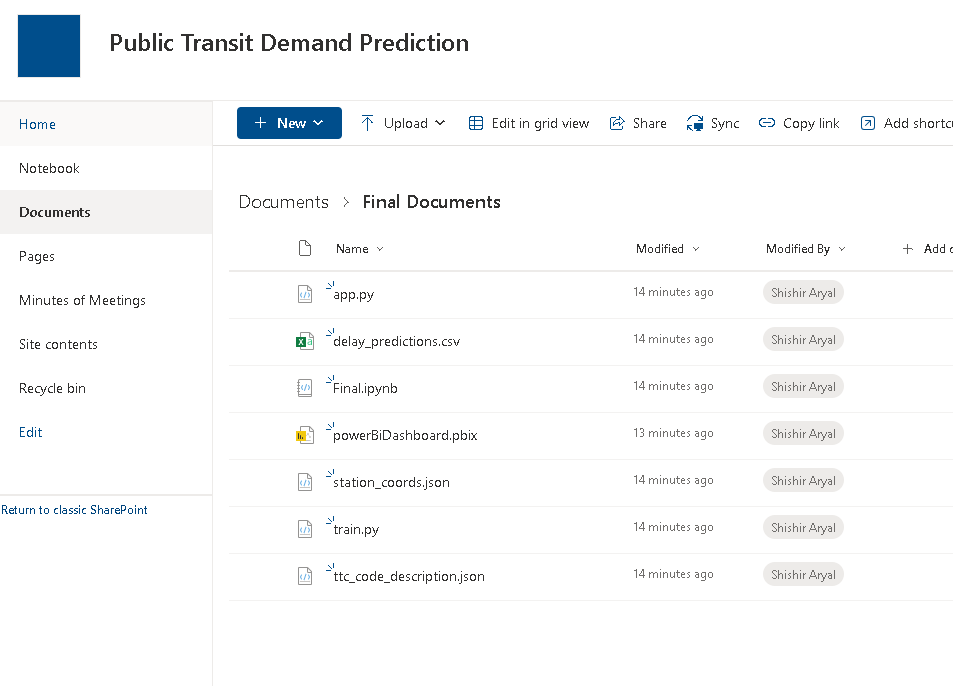 Public Transit Demand Prediction
Home
Notebook
Documents
Pages
Minutes of Meetings
Site contents
Recycle bin
Edit
Return to classic SharePoint
New Upload Edit in grid view Share Sync Copy link Add shortc
Documents > Final Documents
Name Modified Modified By Add
app.py 14 minutes ago Shishir Aryal
delay_predictions.csv 14 minutes ago Shishir Aryal
Final.ipynb 14 minutes ago Shishir Aryal
powerBiDashboard.pbix 13 minutes ago Shishir Aryal
station_coords.json 14 minutes ago Shishir Aryal
train.py 14 minutes ago Shishir Aryal
ttc_code_description.json 14 minutes ago Shishir Aryal